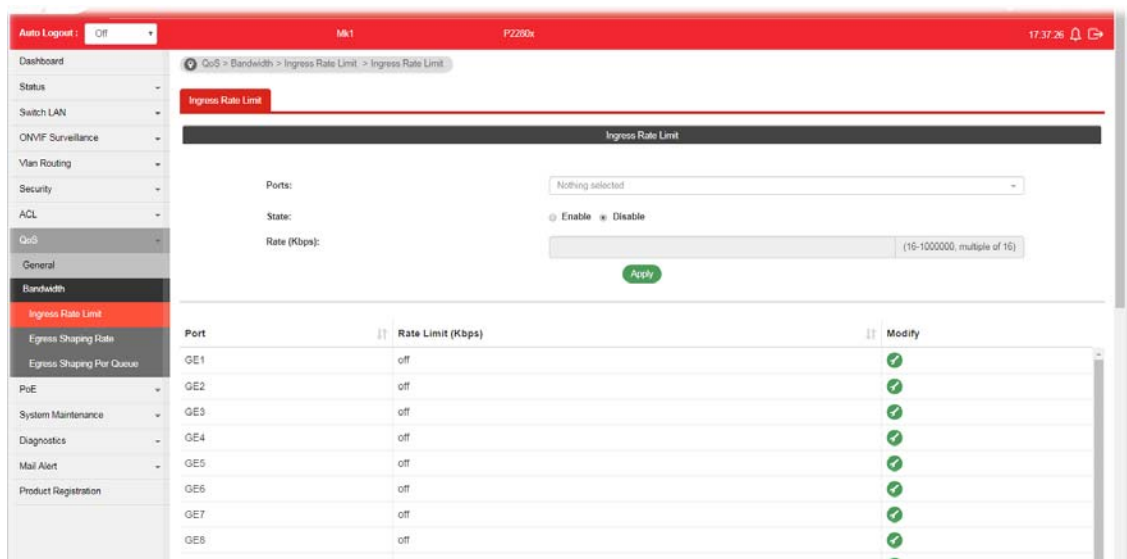 Auto Logout : Off Mk1 P2280x 17:37:26
Dashboard
Status
Switch LAN
ONVIF Surveillance
Vlan Routing
Security
ACL
QoS
General
Bandwidth
Ingress Rate Limit
Egress Shaping Rate
Egress Shaping Per Queue
PoE
System Maintenance
Diagnostics
Mail Alert
Product Registration
QoS > Bandwidth > Ingress Rate Limit > Ingress Rate Limit
Ingress Rate Limit
Ingress Rate Limit
Ports: Nothing selected
State: Enable Disable
Rate (Kbps): (16-1000000, multiple of 16)
Apply
Port Rate Limit (Kbps) Modify
GE1 off
GE2 off
GE3 off
GE4 off
GE5 off
GE6 off
GE7 off
GE8 off